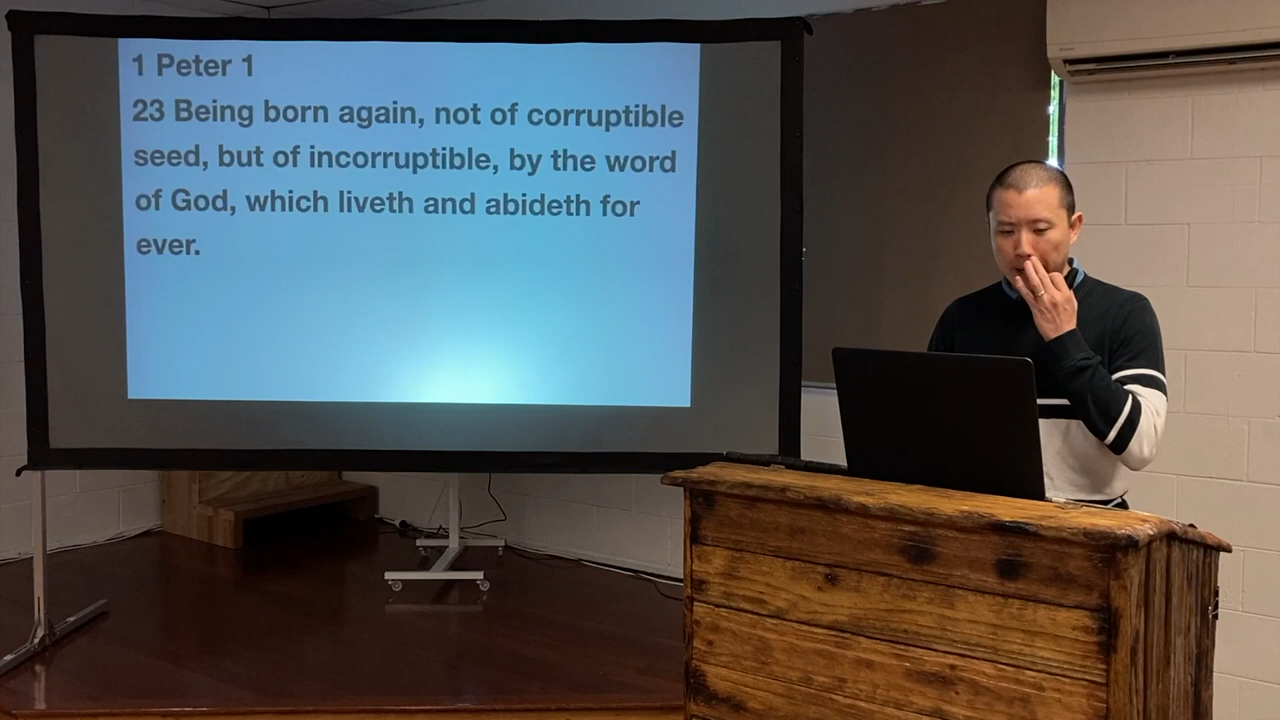 1 Peter 1
23 Being born again, not of corruptible
seed, but of incorruptible, by the word
of God, which liveth and abideth for
ever.